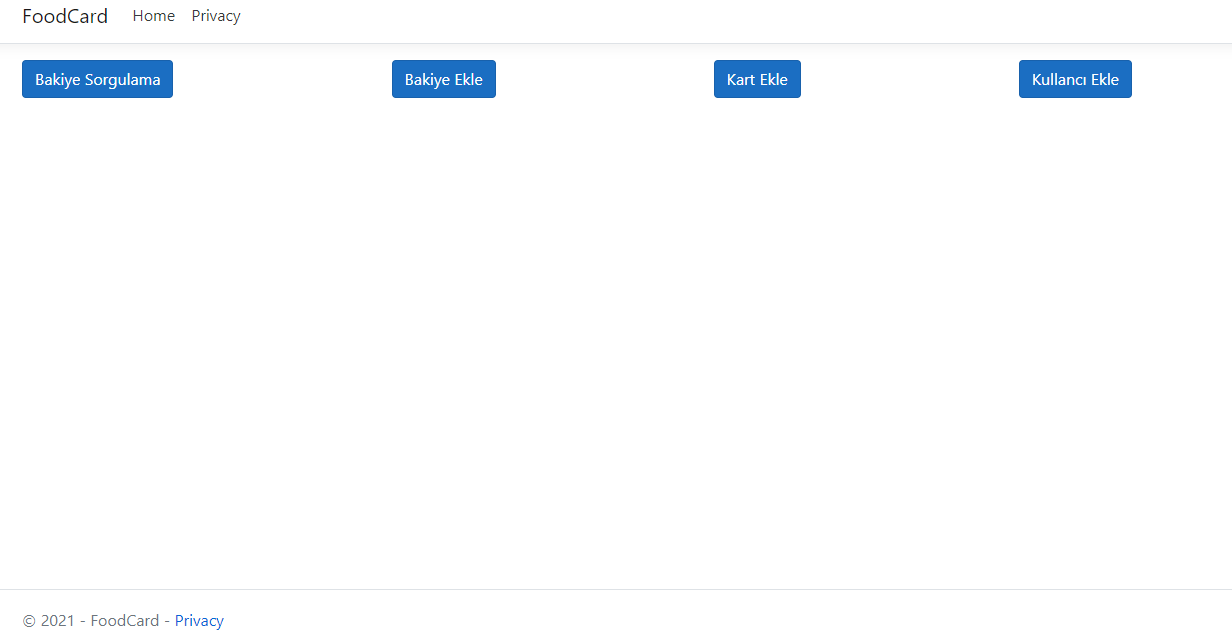 FoodCard Home Privacy
Bakiye Sorgulama Bakiye Ekle Kart Ekle Kullancı Ekle
© 2021 - FoodCard - Privacy